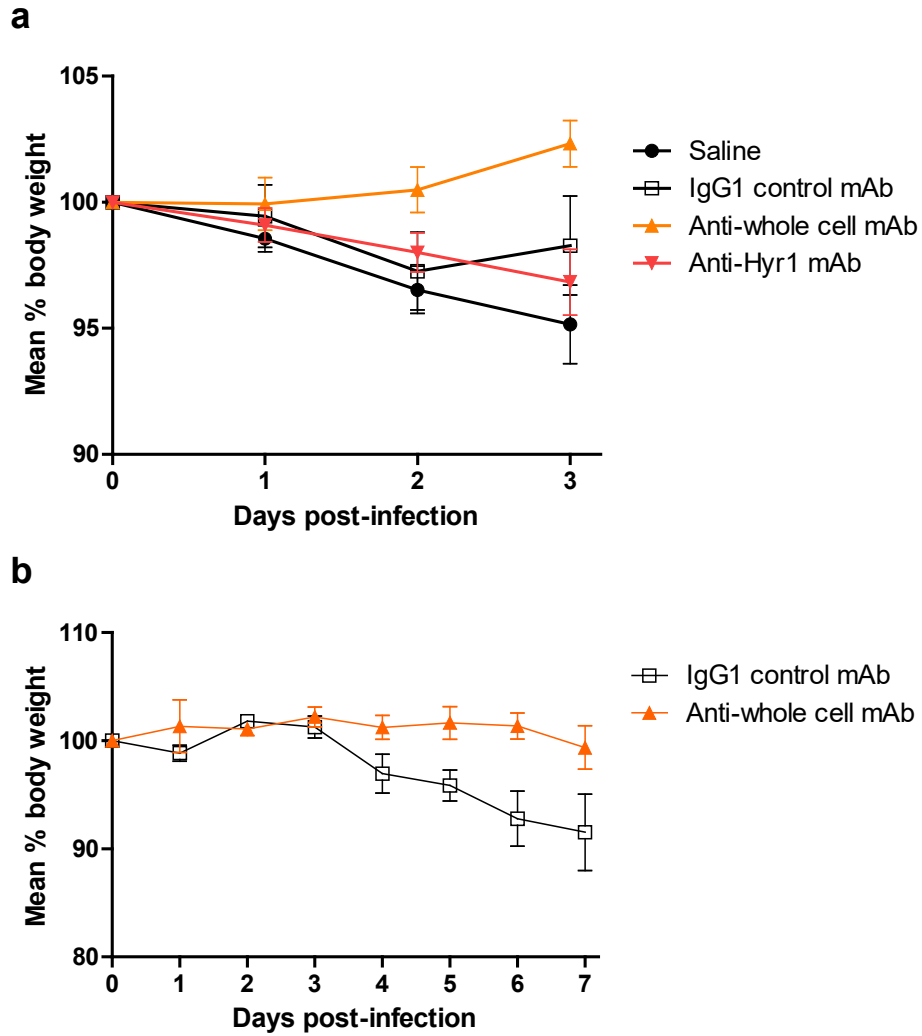 a
Mean % body weight
105
100
95
90
0
1
2
3
Days post-infection
Saline
IgG1 control mAb
Anti-whole cell mAb
Anti-Hyr1 mAb
b
Mean % body weight
110
100
90
80
0
1
2
3
4
5
6
7
Days post-infection
IgG1 control mAb
Anti-whole cell mAb